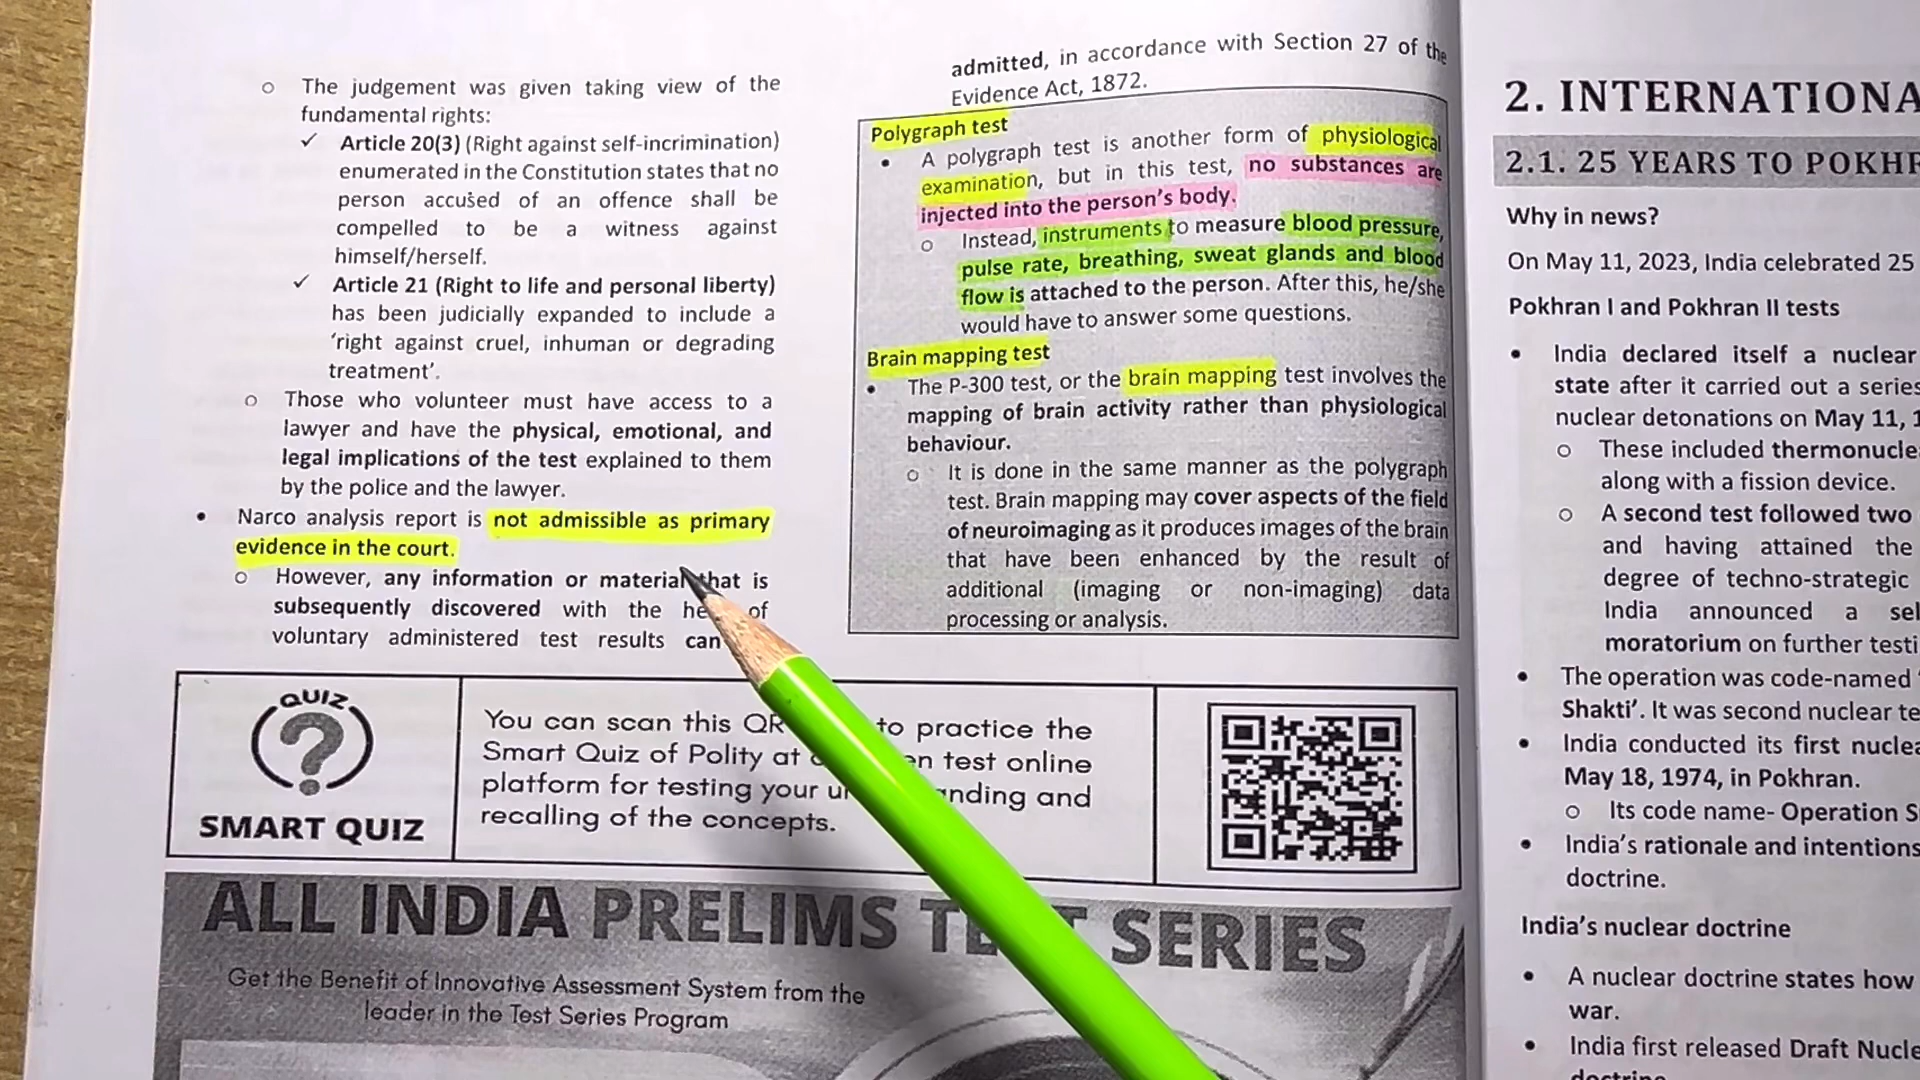 ○ The judgement was given taking view of the
fundamental rights:
✓ Article 20(3) (Right against self-incrimination)
enumerated in the Constitution states that no
person accused of an offence shall be
compelled to be a witness against
himself/herself.
✓ Article 21 (Right to life and personal liberty)
has been judicially expanded to include a
‘right against cruel, inhuman or degrading
treatment’.
○ Those who volunteer must have access to a
lawyer and have the physical, emotional, and
legal implications of the test explained to them
by the police and the lawyer.
• Narco analysis report is not admissible as primary
evidence in the court.
○ However, any information or material that is
subsequently discovered with the of
voluntary administered test results can
admitted, in accordance with Section 27 of the
Evidence Act, 1872.
Polygraph test
• A polygraph test is another form of physiological
examination, but in this test, no substances are
injected into the person’s body.
○ Instead, instruments to measure blood pressure,
pulse rate, breathing, sweat glands and blood
flow is attached to the person. After this, he/she
would have to answer some questions.
Brain mapping test
• The P-300 test, or the brain mapping test involves the
mapping of brain activity rather than physiological
behaviour.
○ It is done in the same manner as the polygraph
test. Brain mapping may cover aspects of the field
of neuroimaging as it produces images of the brain
that have been enhanced by the result of
additional (imaging or non-imaging) data
processing or analysis.
QUIZ
?
SMART QUIZ
You can scan this QR to practice the
Smart Quiz of Polity at test online
platform for testing your and
recalling of the concepts.
ALL INDIA PRELIMS SERIES
Get the Benefit of Innovative Assessment System from the
leader in the Test Series Program
2. INTERNATIONA
2.1. 25 YEARS TO POKHR
Why in news?
On May 11, 2023, India celebrated 25
Pokhran I and Pokhran II tests
• India declared itself a nuclear
state after it carried out a series
nuclear detonations on May 11, 1
○ These included thermonucle
along with a fission device.
○ A second test followed two
and having attained the
degree of techno-strategic
India announced a sel
moratorium on further testi
• The operation was code-named ‘
Shakti’. It was second nuclear te
• India conducted its first nuclea
May 18, 1974, in Pokhran.
○ Its code name- Operation S
• India’s rationale and intentions
doctrine.
India’s nuclear doctrine
• A nuclear doctrine states how
war.
• India first released Draft Nucle